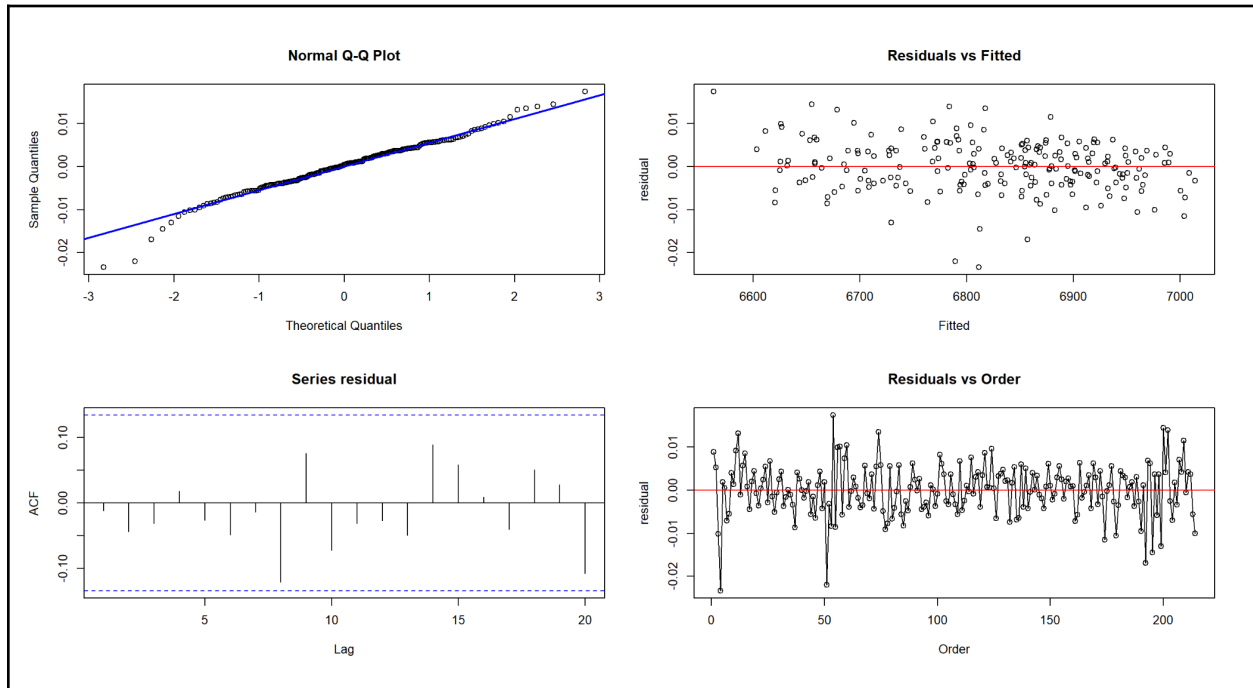 Normal Q-Q Plot
Sample Quantiles
0.01
0.00
-0.01
-0.02
-3 -2 -1 0 1 2 3
Theoretical Quantiles
Residuals vs Fitted
residual
0.01
0.00
-0.01
-0.02
6600 6700 6800 6900 7000
Fitted
Series residual
ACF
0.10
0.00
-0.10
5 10 15 20
Lag
Residuals vs Order
residual
0.01
0.00
-0.01
-0.02
0 50 100 150 200
Order